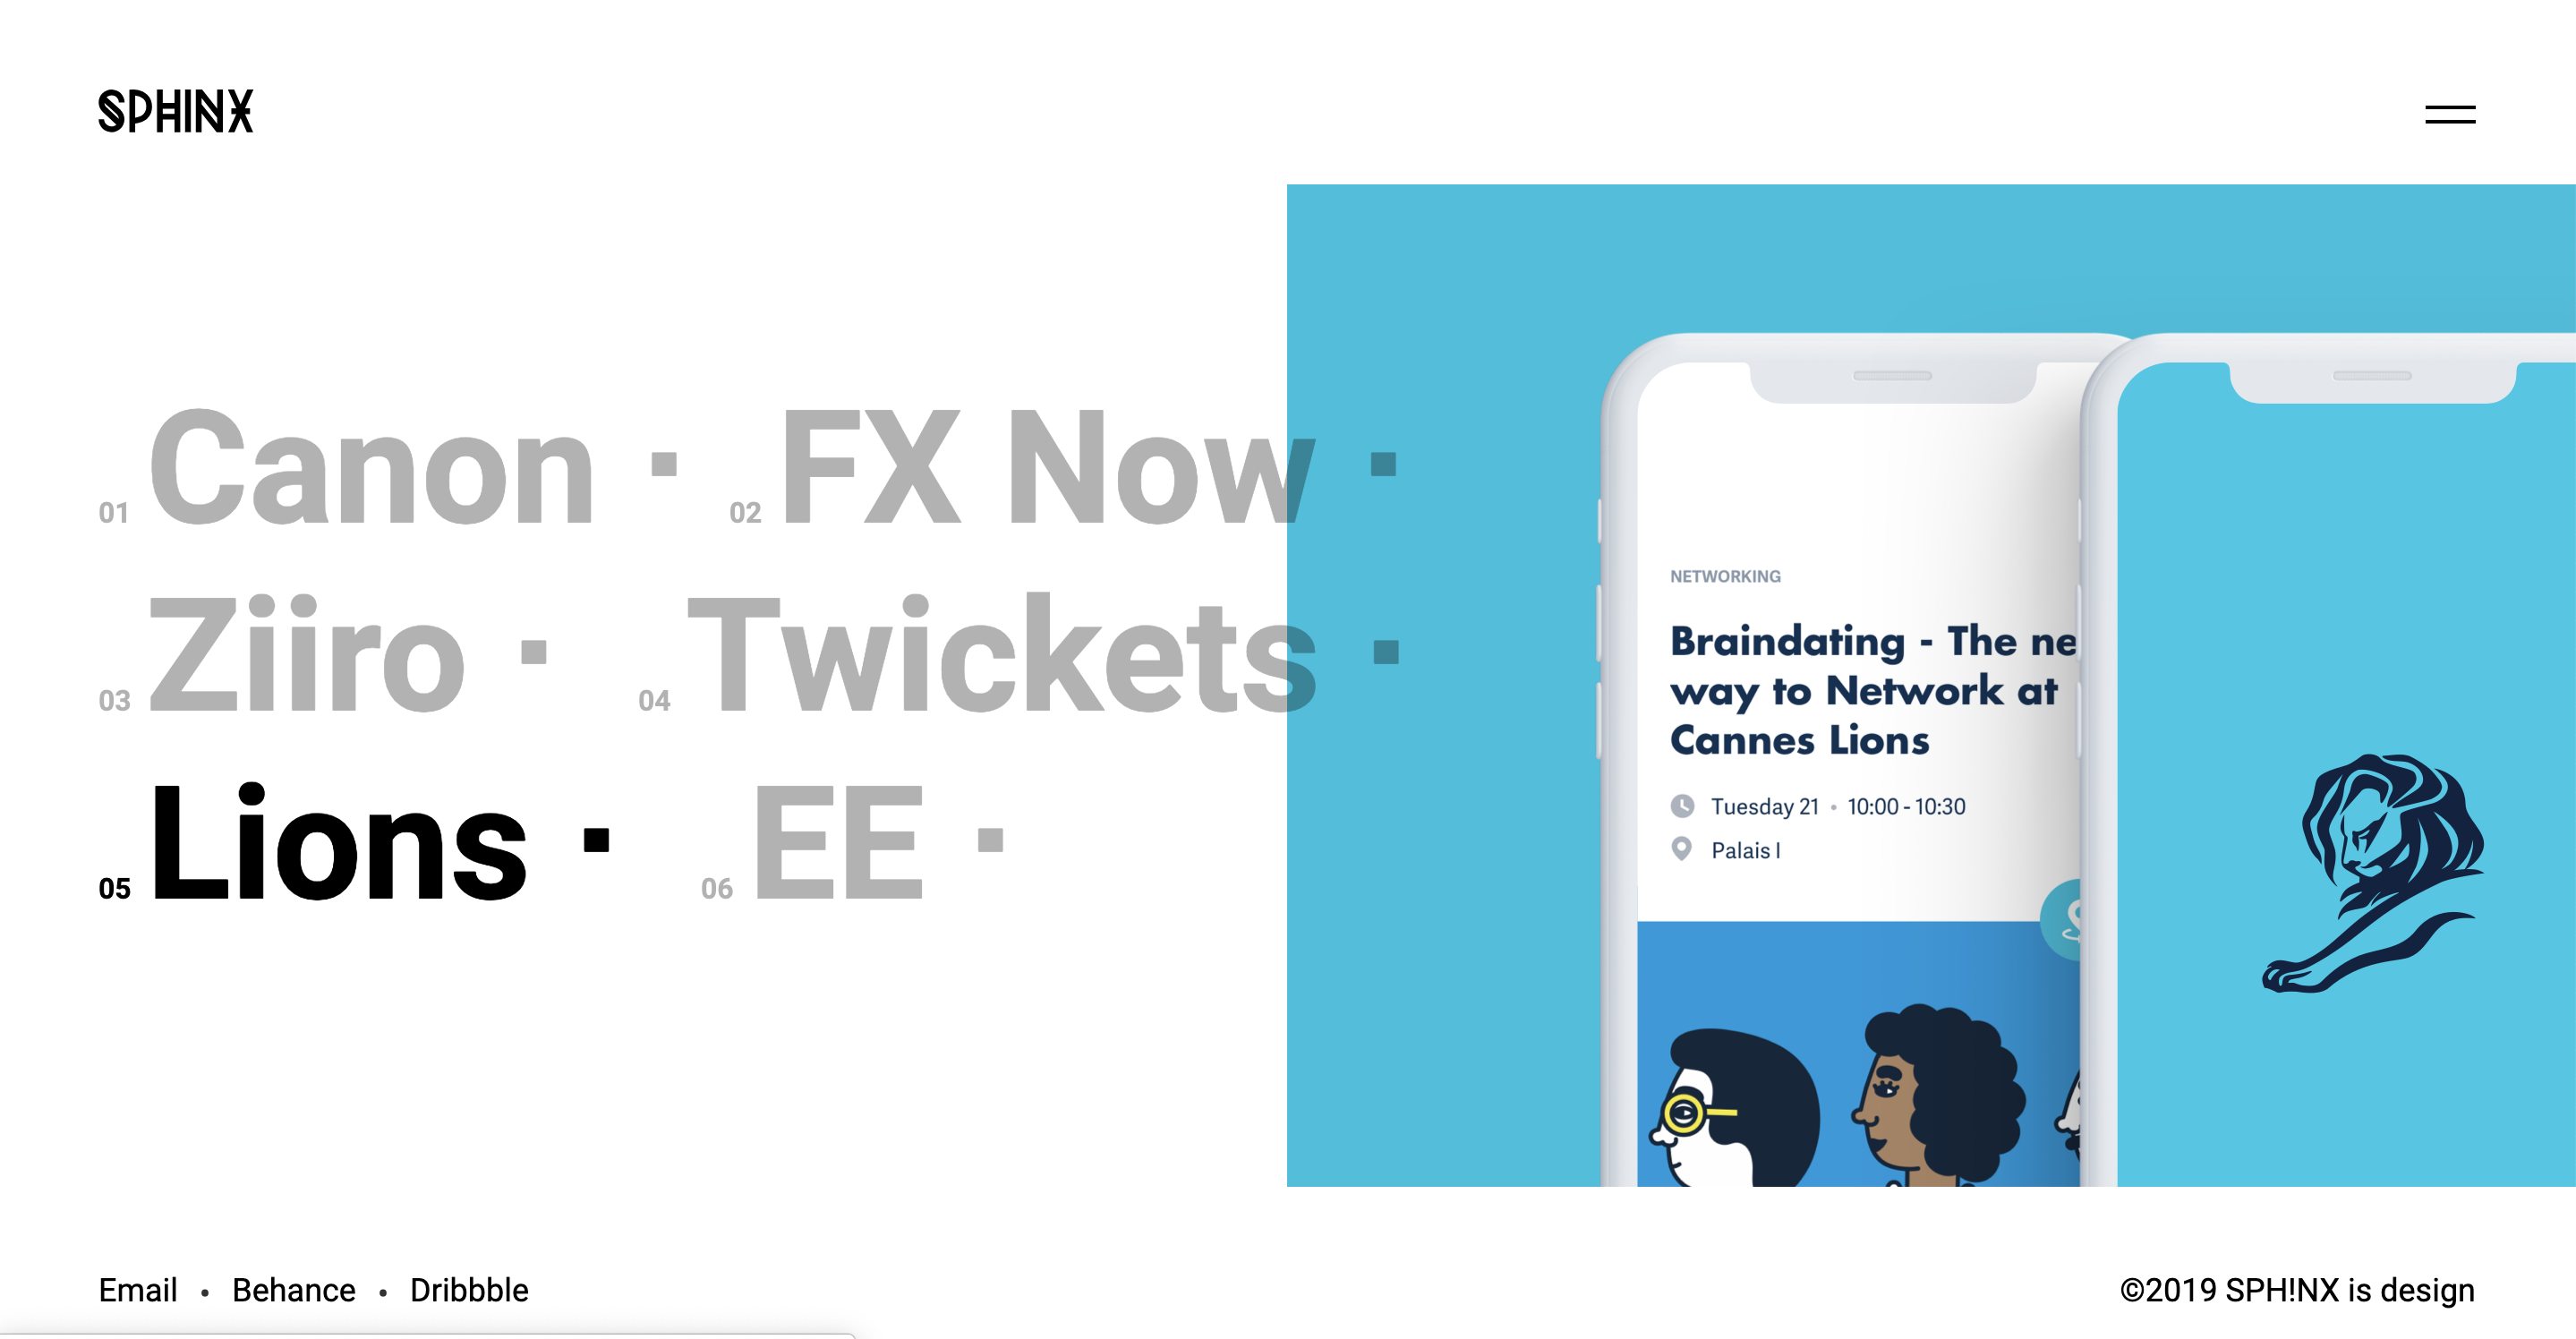 SPHINX
01 Canon · 02 FX Now ·
03 Ziiro · 04 Twickets ·
05 Lions · 06 EE ·
NETWORKING
Braindating - The ne
way to Network at
Cannes Lions
Tuesday 21 • 10:00 - 10:30
Palais I
Email • Behance • Dribbble
©2019 SPH!NX is design